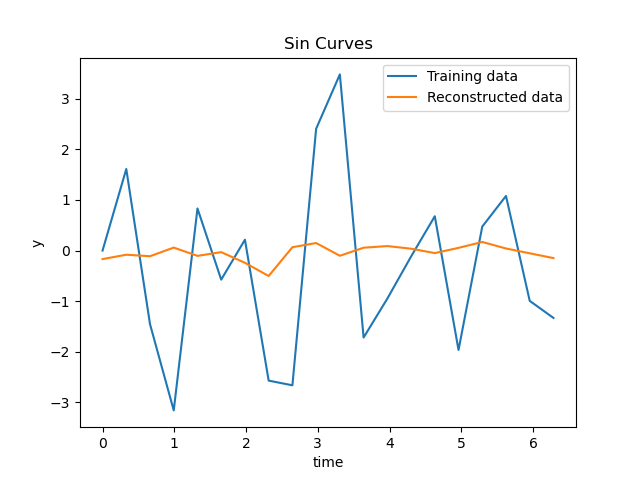 Sin Curves
Training data
Reconstructed data
3
2
1
0
−1
−2
−3
y
0 1 2 3 4 5 6
time